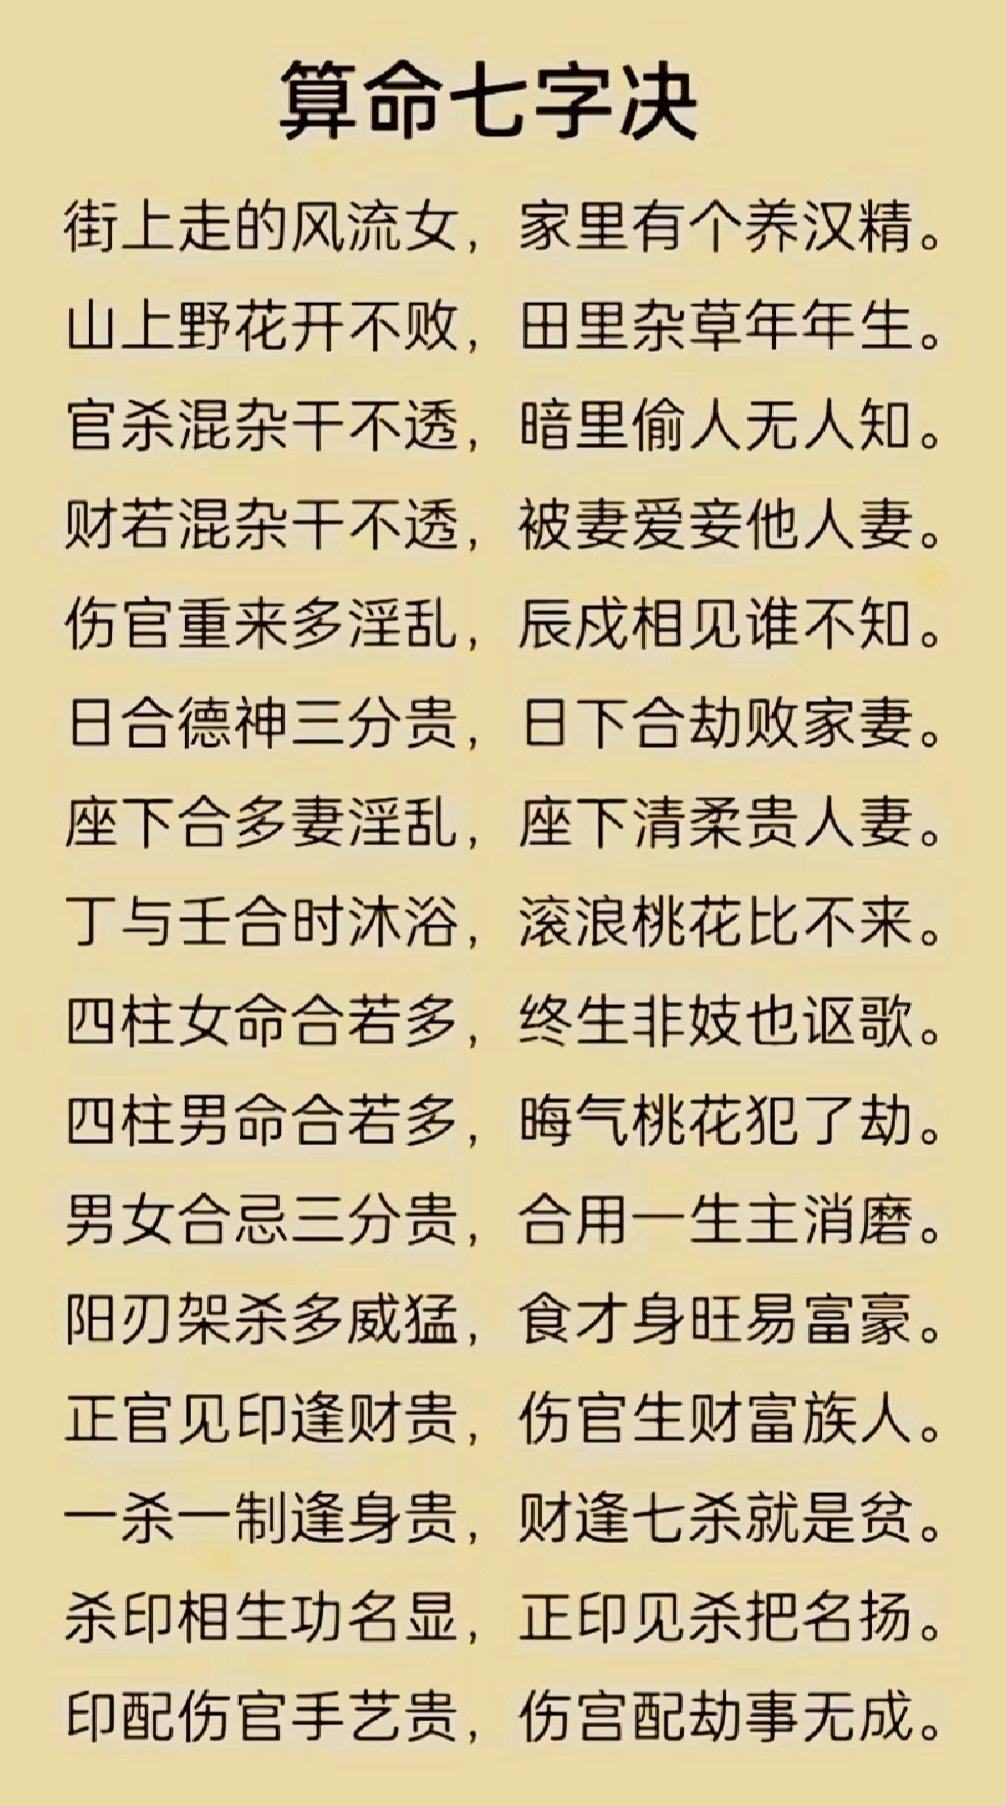 算命七字决
街上走的风流女，家里有个养汉精。
山上野花开不败，田里杂草年年生。
官杀混杂干不透，暗里偷人无人知。
财若混杂干不透，被妻爱妾他人妻。
伤官重来多淫乱，辰戍相见谁不知。
日合德神三分贵，日下合劫败家妻。
座下合多妻淫乱，座下清柔贵人妻。
丁与壬合时沐浴，滚浪桃花比不来。
四柱女命合若多，终生非妓也讴歌。
四柱男命合若多，晦气桃花犯了劫。
男女合忌三分贵，合用一生主消磨。
阳刃架杀多威猛，食才身旺易富豪。
正官见印逢财贵，伤官生财富族人。
一杀一制逢身贵，财逢七杀就是贫。
杀印相生功名显，正印见杀把名扬。
印配伤官手艺贵，伤宫配劫事无成。